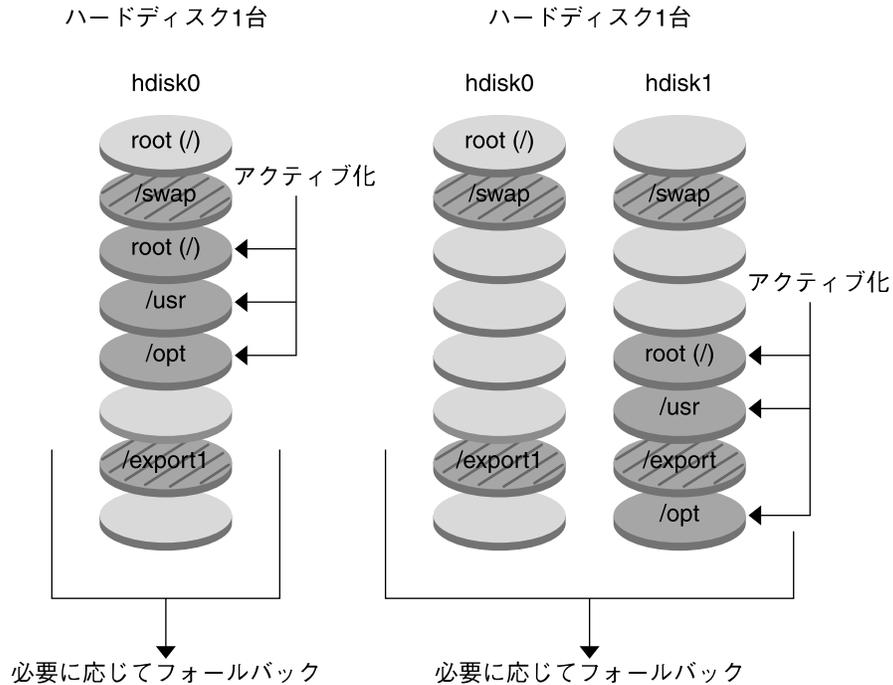 ハードディスク1台
hdisk0
root (/)
/swap
アクティブ化
root (/)
/usr
/opt
/export1
必要に応じてフォールバック
ハードディスク1台
hdisk0
hdisk1
root (/)
/swap
/swap
アクティブ化
root (/)
/usr
/export1
/export
/opt
必要に応じてフォールバック